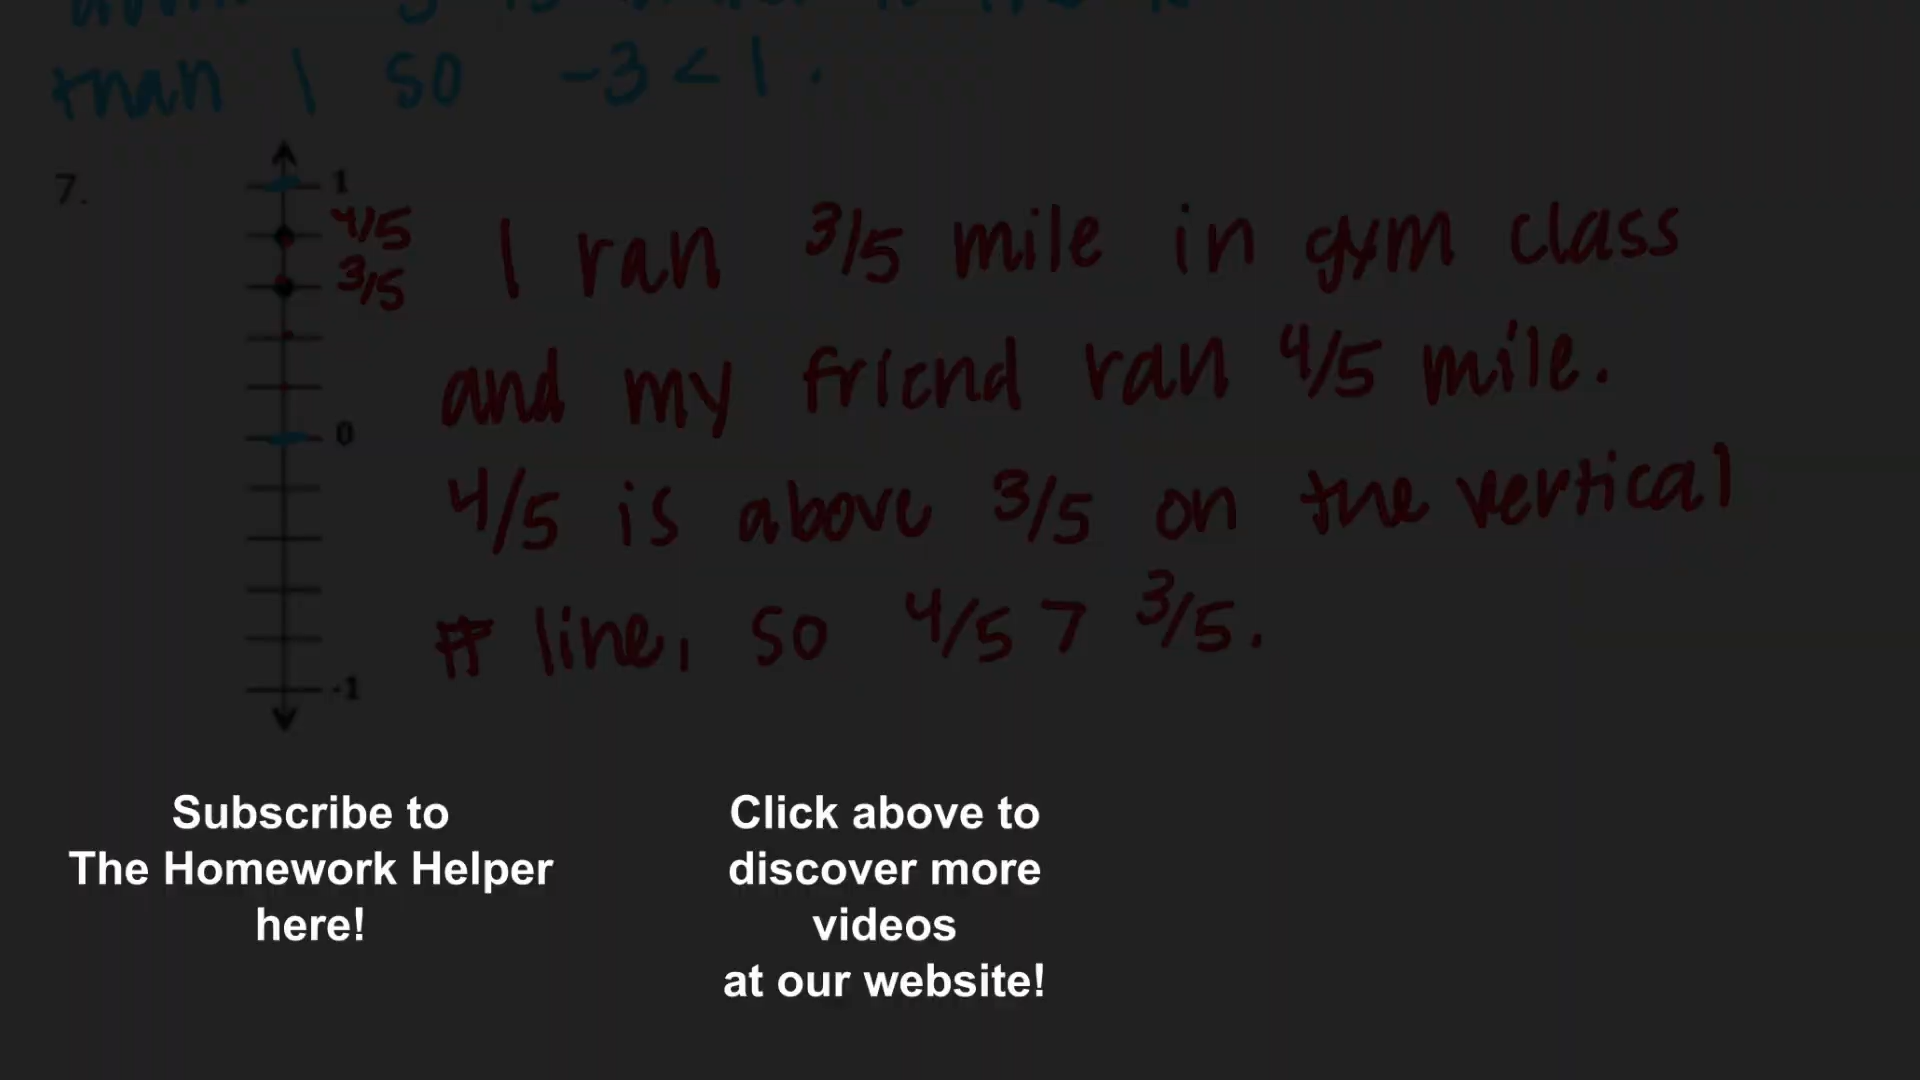 than 1 so -3 < 1.
7.
1
4/5
3/5
0
-1
I ran 3/5 mile in gym class
and my friend ran 4/5 mile.
4/5 is above 3/5 on the vertical
# line, so 4/5 > 3/5.
Subscribe to
The Homework Helper
here!
Click above to
discover more
videos
at our website!